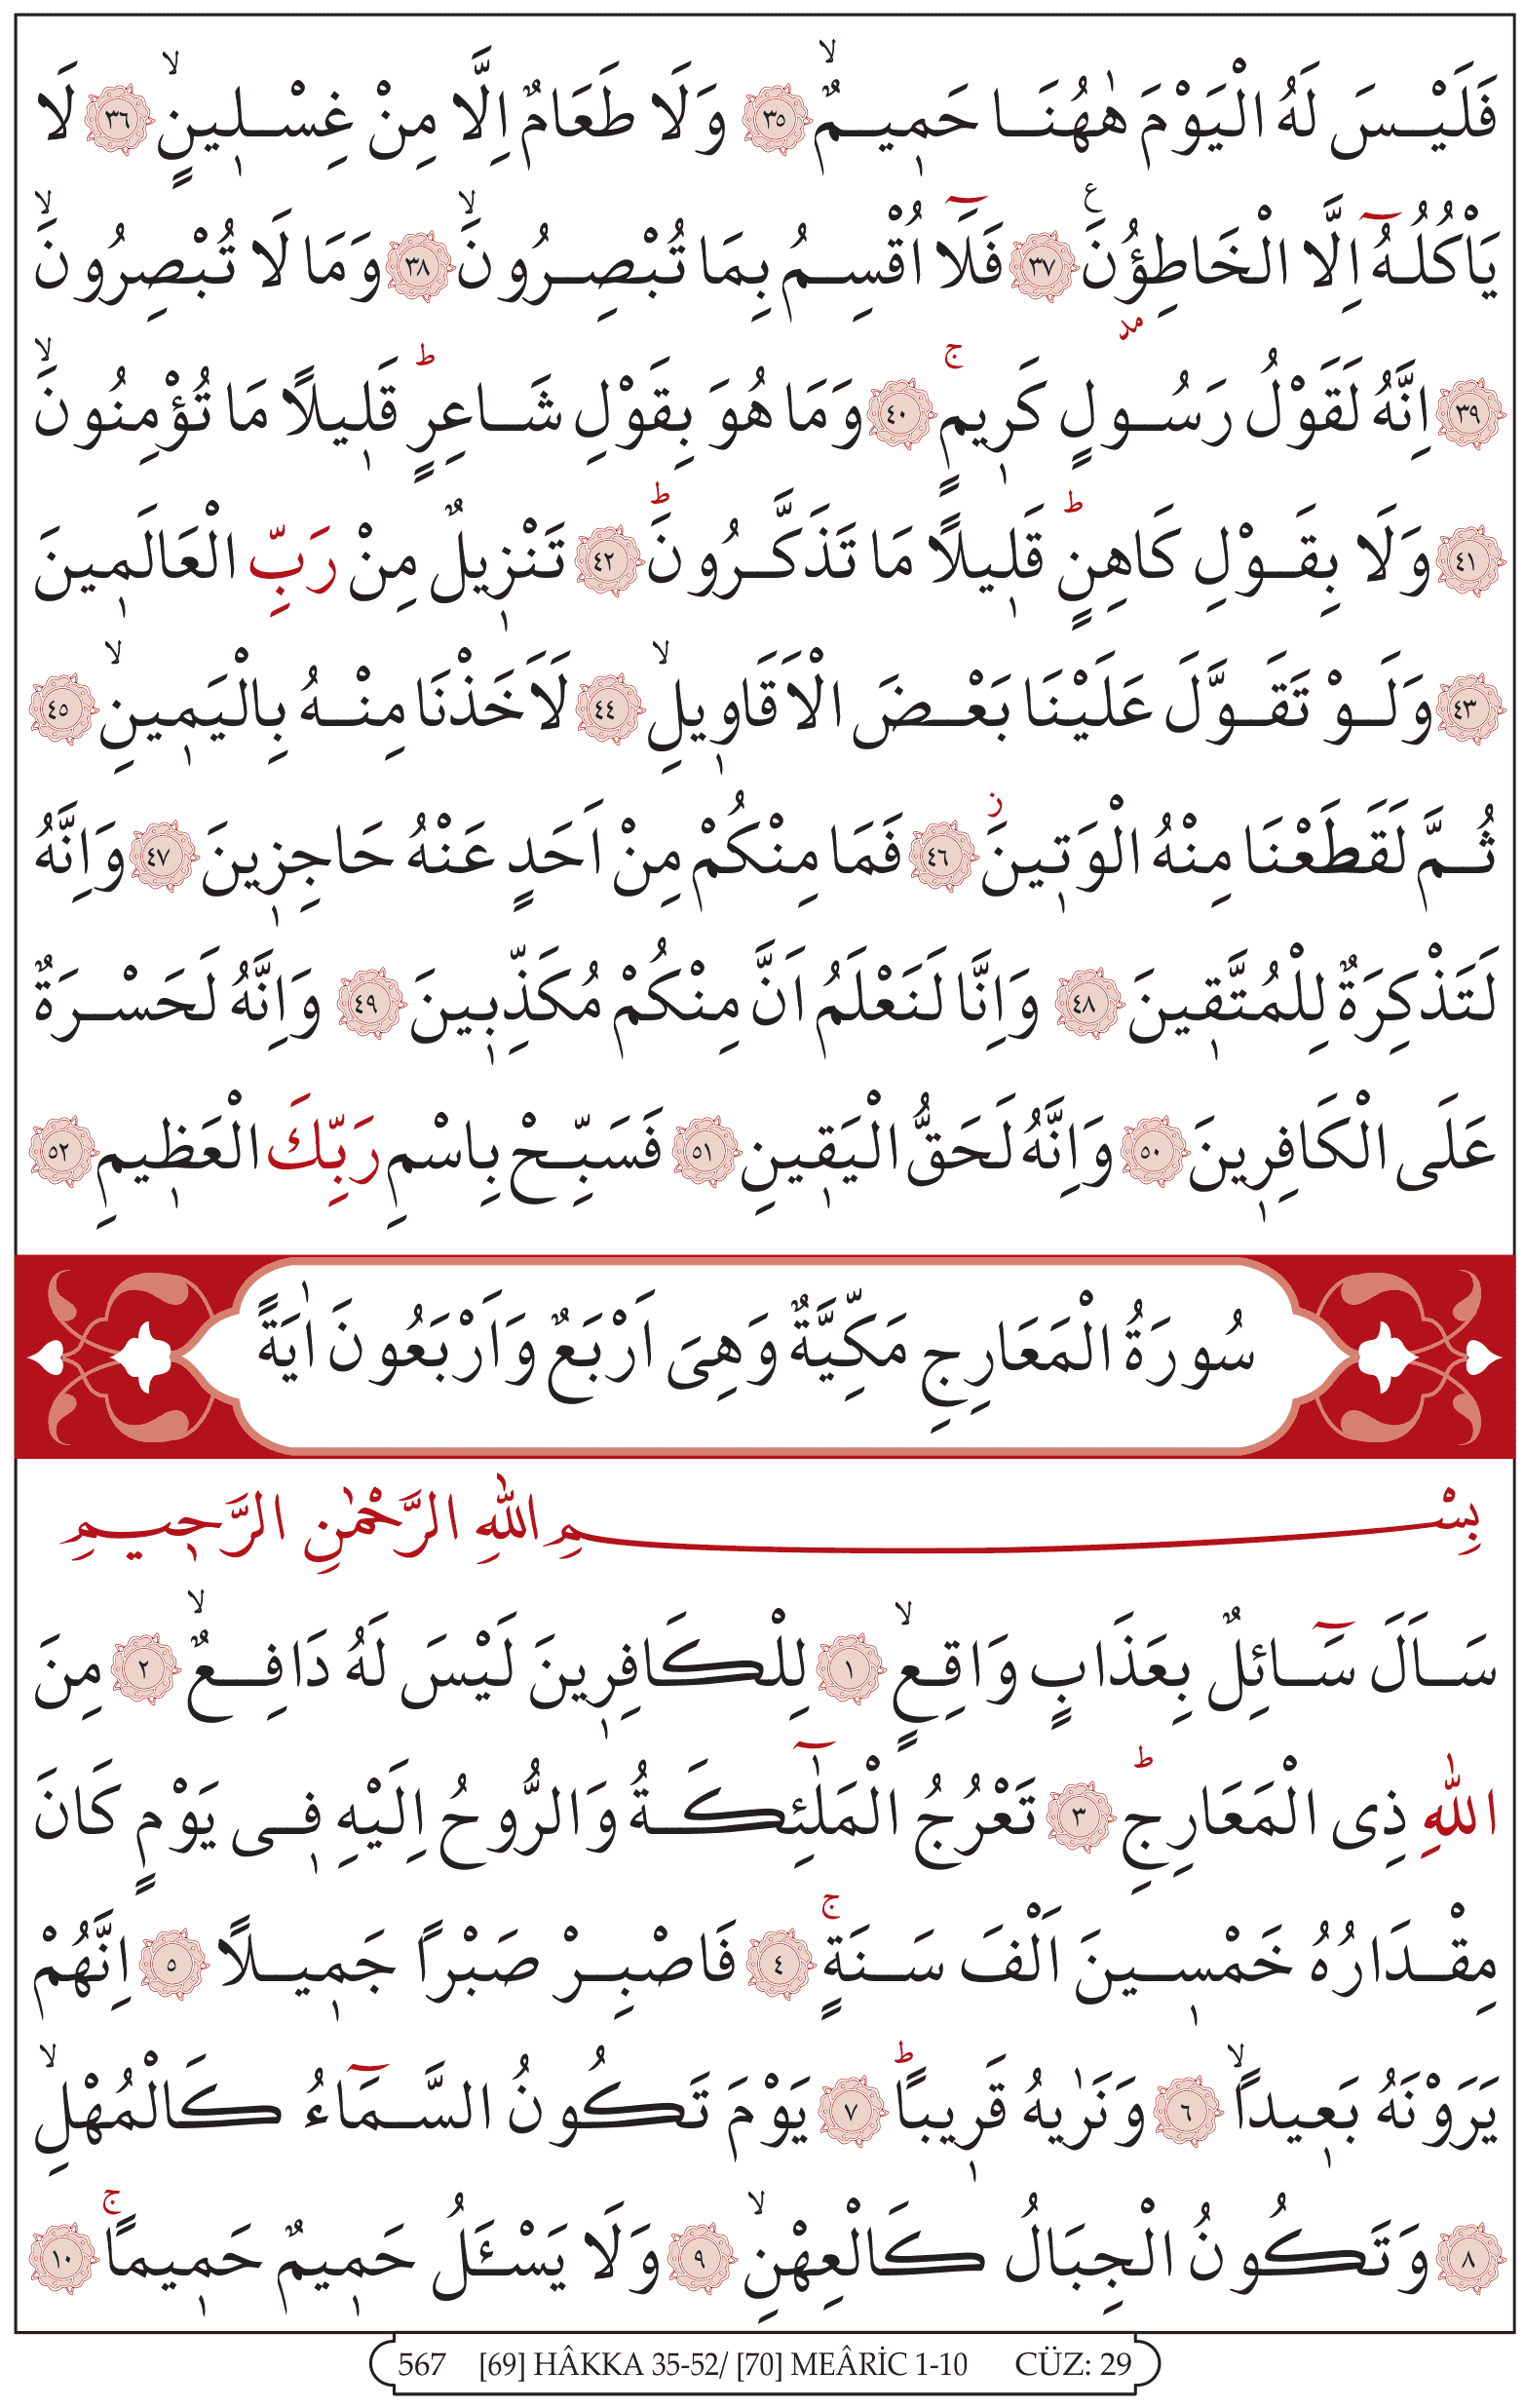 فَلَيْسَ لَهُ الْيَوْمَ هٰهُنَا حَم۪يمٌۙ ﴿٣٥﴾ وَلَا طَعَامٌ اِلَّا مِنْ غِسْل۪ينٍۙ ﴿٣٦﴾ لَا
يَاْكُلُهُٓ اِلَّا الْخَاطِؤُ۫نَ ﴿٣٧﴾ فَلَٓا اُقْسِمُ بِمَا تُبْصِرُونَۙ ﴿٣٨﴾ وَمَا لَا تُبْصِرُونَۙ
﴿٣٩﴾ اِنَّهُ لَقَوْلُ رَسُولٍ كَر۪يمٍۚ ﴿٤٠﴾ وَمَا هُوَ بِقَوْلِ شَاعِرٍؕ قَل۪يلًا مَا تُؤْمِنُونَۙ
﴿٤١﴾ وَلَا بِقَوْلِ كَاهِنٍؕ قَل۪يلًا مَا تَذَكَّرُونَؕ ﴿٤٢﴾ تَنْز۪يلٌ مِنْ رَبِّ الْعَالَم۪ينَ
﴿٤٣﴾ وَلَوْ تَقَوَّلَ عَلَيْنَا بَعْضَ الْاَقَاو۪يلِۙ ﴿٤٤﴾ لَاَخَذْنَا مِنْهُ بِالْيَم۪ينِۙ ﴿٤٥﴾
ثُمَّ لَقَطَعْنَا مِنْهُ الْوَت۪ينَؗ ﴿٤٦﴾ فَمَا مِنْكُمْ مِنْ اَحَدٍ عَنْهُ حَاجِز۪ينَ ﴿٤٧﴾ وَاِنَّهُ
لَتَذْكِرَةٌ لِلْمُتَّق۪ينَ ﴿٤٨﴾ وَاِنَّا لَنَعْلَمُ اَنَّ مِنْكُمْ مُكَذِّب۪ينَ ﴿٤٩﴾ وَاِنَّهُ لَحَسْرَةٌ
عَلَى الْكَافِر۪ينَ ﴿٥٠﴾ وَاِنَّهُ لَحَقُّ الْيَق۪ينِ ﴿٥١﴾ فَسَبِّحْ بِاسْمِ رَبِّكَ الْعَظ۪يمِ ﴿٥٢﴾
سُورَةُ الْمَعَارِجِ مَكِّيَّةٌ وَهِىَ اَرْبَعٌ وَاَرْبَعُونَ اٰيَةً
بِسْمِ اللّٰهِ الرَّحْمٰنِ الرَّح۪يمِ
سَاَلَ سَٓائِلٌ بِعَذَابٍ وَاقِعٍۙ ﴿١﴾ لِلْكَافِر۪ينَ لَيْسَ لَهُ دَافِعٌۙ ﴿٢﴾ مِنَ
اللّٰهِ ذِى الْمَعَارِجِؕ ﴿٣﴾ تَعْرُجُ الْمَلٰٓئِكَةُ وَالرُّوحُ اِلَيْهِ ف۪ى يَوْمٍ كَانَ
مِقْدَارُهُ خَمْس۪ينَ اَلْفَ سَنَةٍۚ ﴿٤﴾ فَاصْبِرْ صَبْرًا جَم۪يلًا ﴿٥﴾ اِنَّهُمْ
يَرَوْنَهُ بَع۪يدًاۙ ﴿٦﴾ وَنَرٰيهُ قَر۪يبًاؕ ﴿٧﴾ يَوْمَ تَكُونُ السَّمَٓاءُ كَالْمُهْلِۙ
﴿٨﴾ وَتَكُونُ الْجِبَالُ كَالْعِهْنِۙ ﴿٩﴾ وَلَا يَسْـَٔلُ حَم۪يمٌ حَم۪يمًاۚ ﴿١٠﴾
567 [69] HÂKKA 35-52/ [70] MEÂRİC 1-10 CÜZ: 29